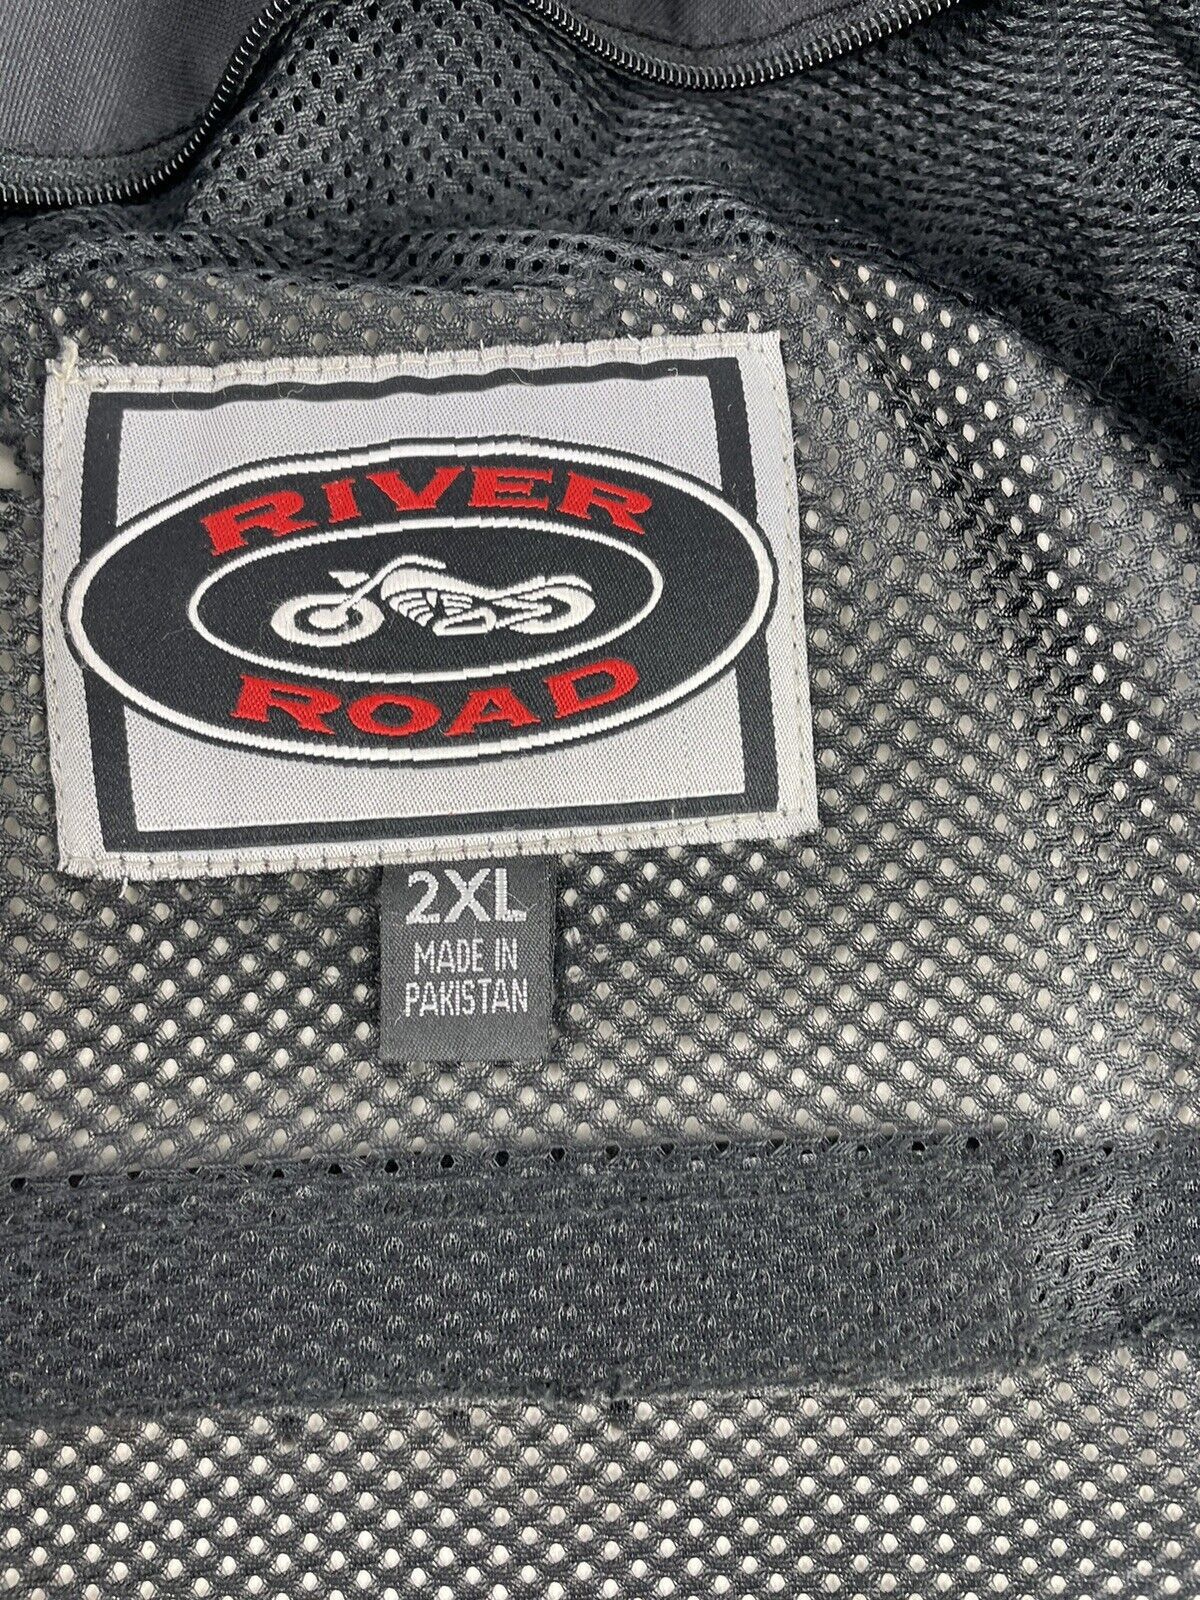 RIVER
ROAD
2XL
MADE IN
PAKISTAN